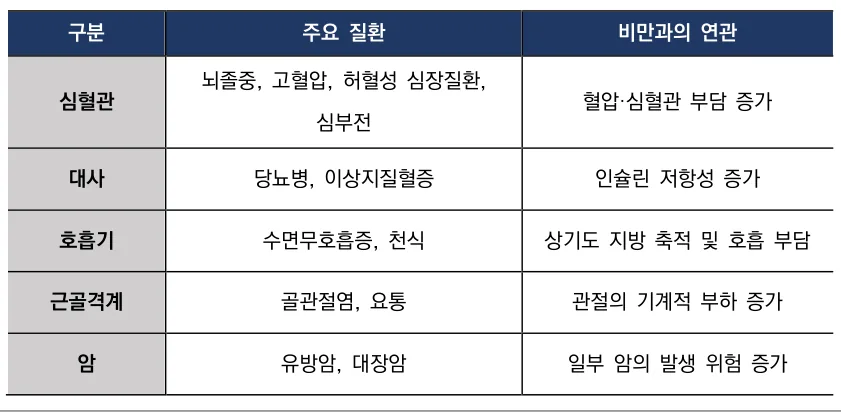 구분 주요 질환 비만과의 연관
심혈관 뇌졸중, 고혈압, 허혈성 심장질환, 심부전 혈압·심혈관 부담 증가
대사 당뇨병, 이상지질혈증 인슐린 저항성 증가
호흡기 수면무호흡증, 천식 상기도 지방 축적 및 호흡 부담
근골격계 골관절염, 요통 관절의 기계적 부하 증가
암 유방암, 대장암 일부 암의 발생 위험 증가